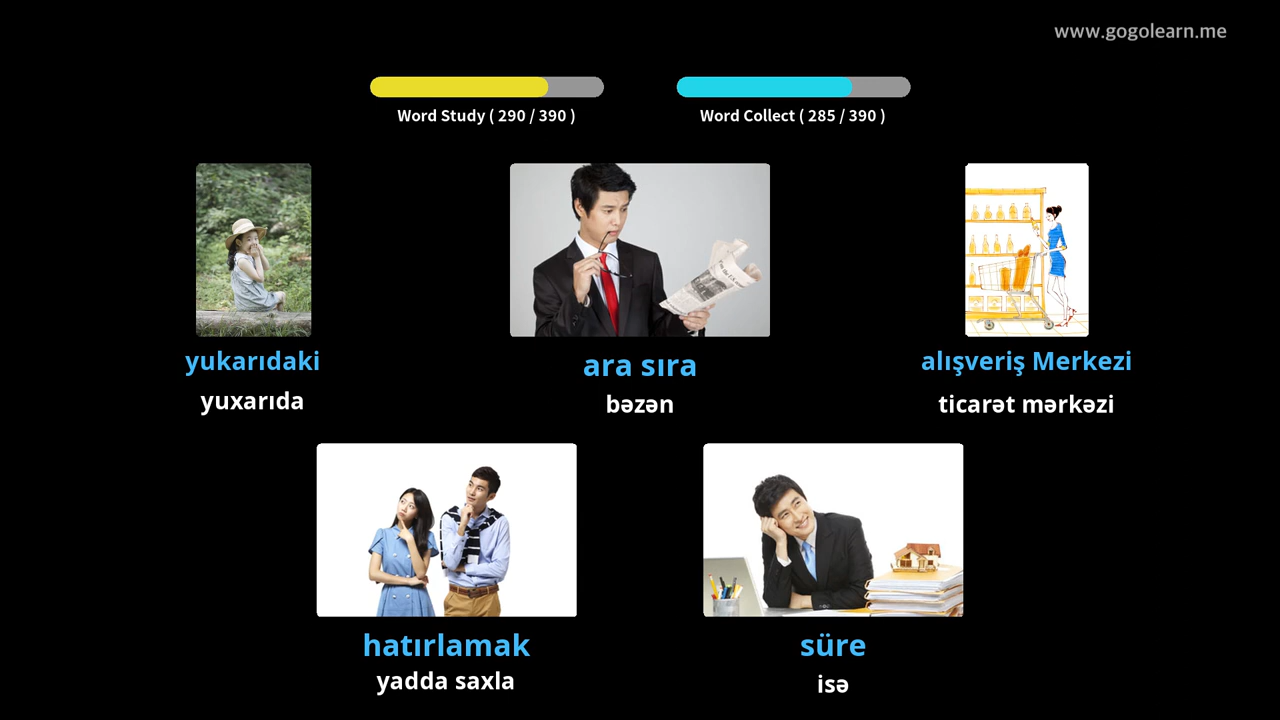 www.gogolearn.me
Word Study ( 290 / 390 )
Word Collect ( 285 / 390 )
yukarıdaki
yuxarıda
ara sıra
bəzən
alışveriş Merkezi
ticarət mərkəzi
hatırlamak
yadda saxla
süre
isə